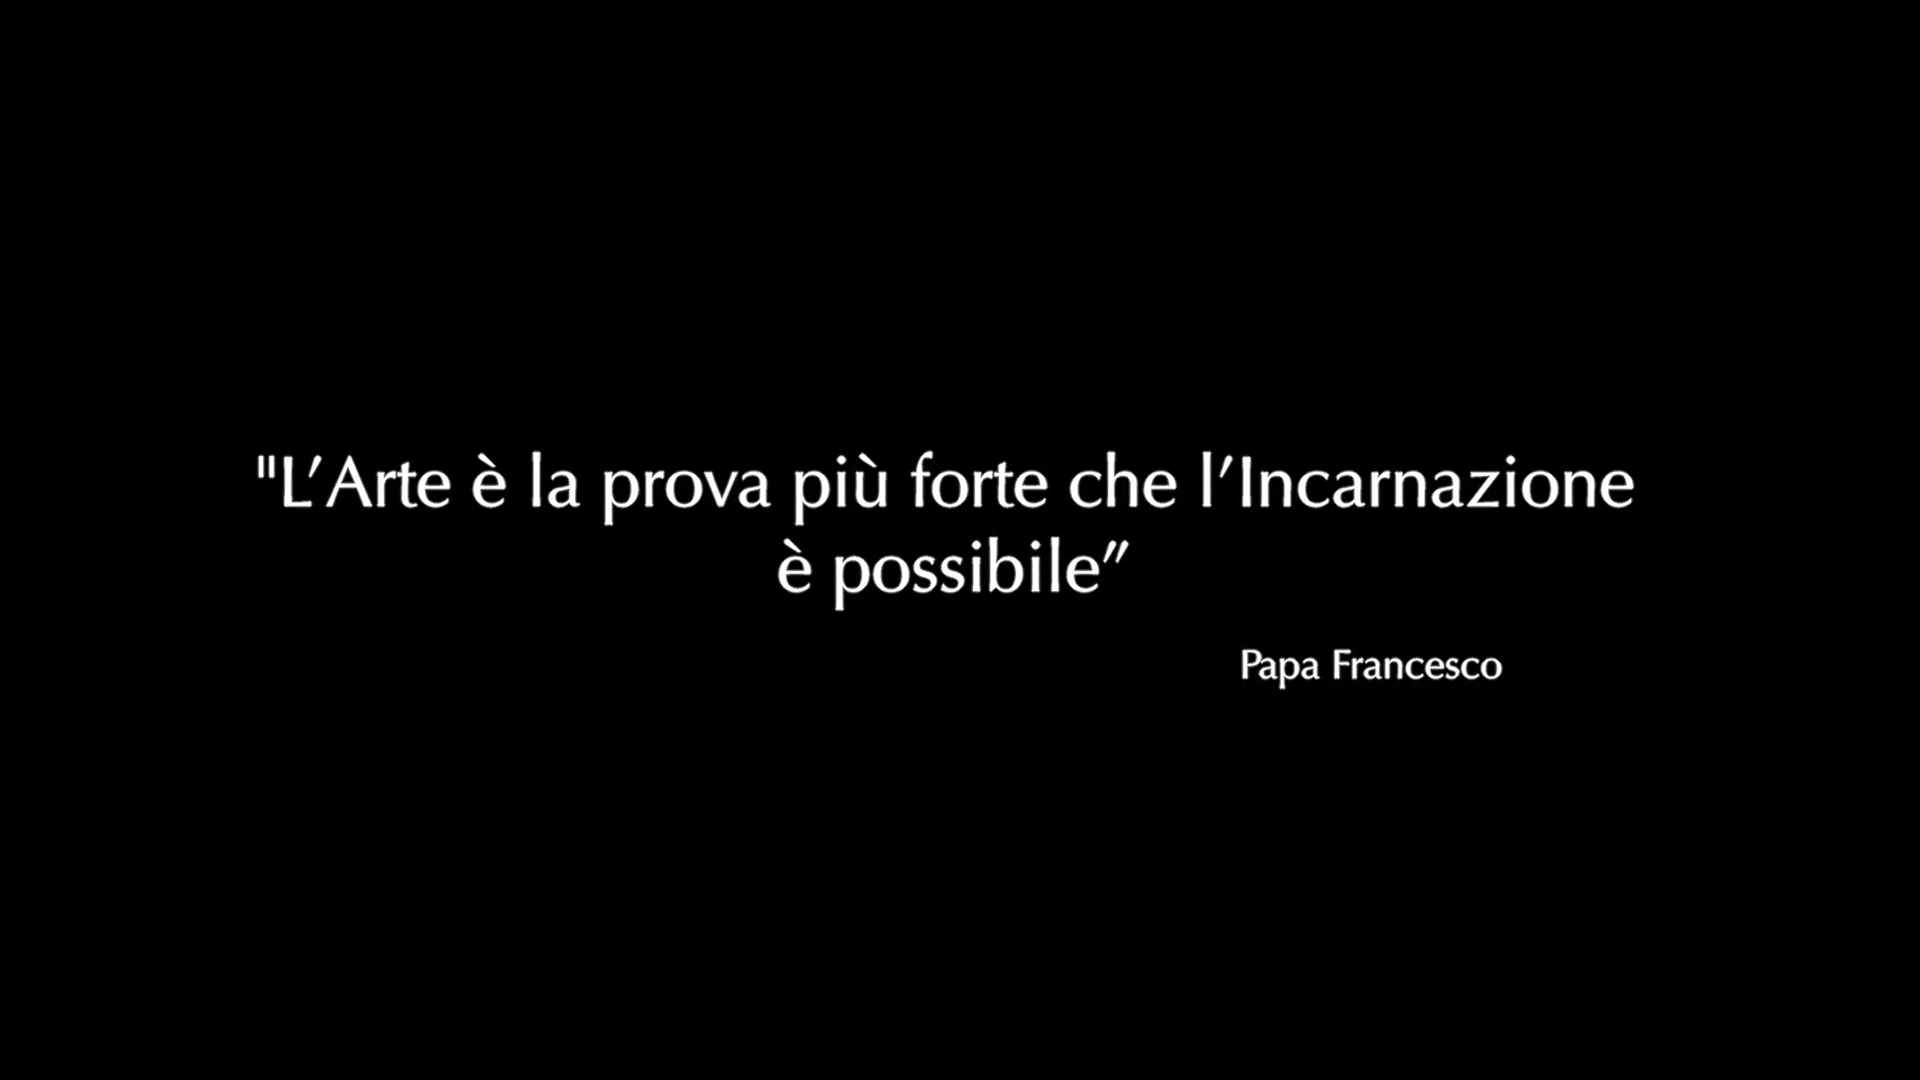 "L’Arte è la prova più forte che l’Incarnazione
è possibile”
Papa Francesco